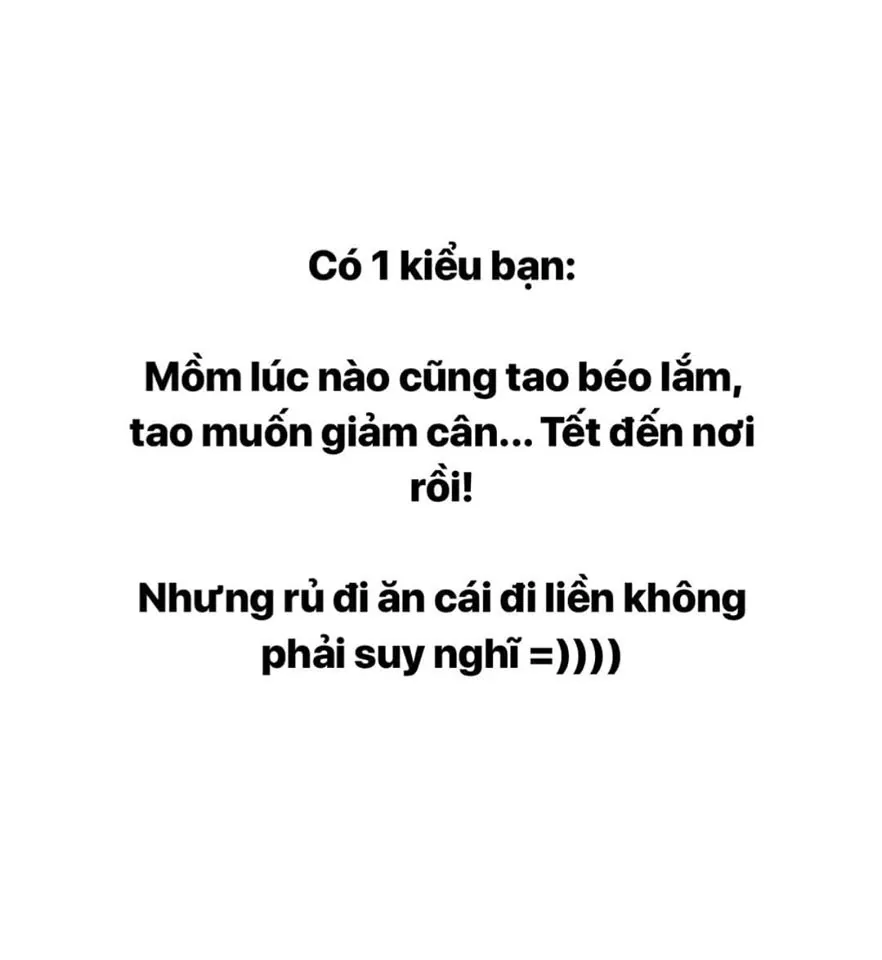 Có 1 kiểu bạn:
Mồm lúc nào cũng tao béo lắm,
tao muốn giảm cân... Tết đến nơi
rồi!
Nhưng rủ đi ăn cái đi liền không
phải suy nghĩ =))))